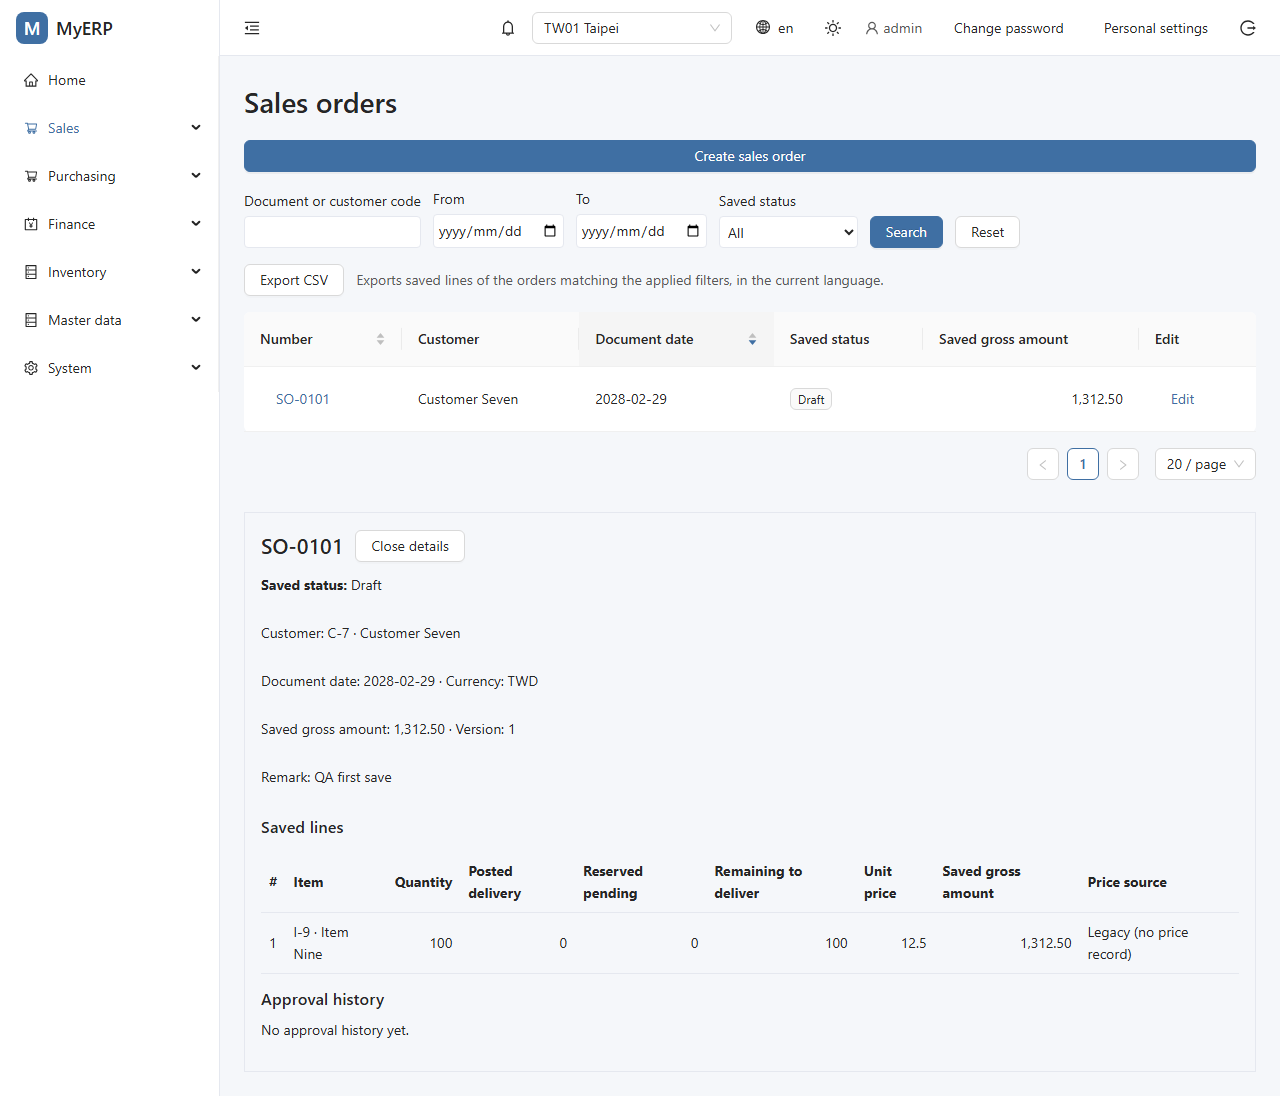 M MyERP
TW01 Taipei
en
admin
Change password
Personal settings
Home
Sales
Purchasing
Finance
Inventory
Master data
System
Sales orders
Create sales order
Document or customer code
From
To
Saved status
yyyy/mm/dd
yyyy/mm/dd
All
Search
Reset
Export CSV
Exports saved lines of the orders matching the applied filters, in the current language.
Number Customer Document date Saved status Saved gross amount Edit
SO-0101 Customer Seven 2028-02-29 Draft 1,312.50 Edit
< 1 > 20 / page
SO-0101 Close details
Saved status: Draft
Customer: C-7 · Customer Seven
Document date: 2028-02-29 · Currency: TWD
Saved gross amount: 1,312.50 · Version: 1
Remark: QA first save
Saved lines
# Item Quantity Posted delivery Reserved pending Remaining to deliver Unit price Saved gross amount Price source
1 I-9 · Item Nine 100 0 0 100 12.5 1,312.50 Legacy (no price record)
Approval history
No approval history yet.